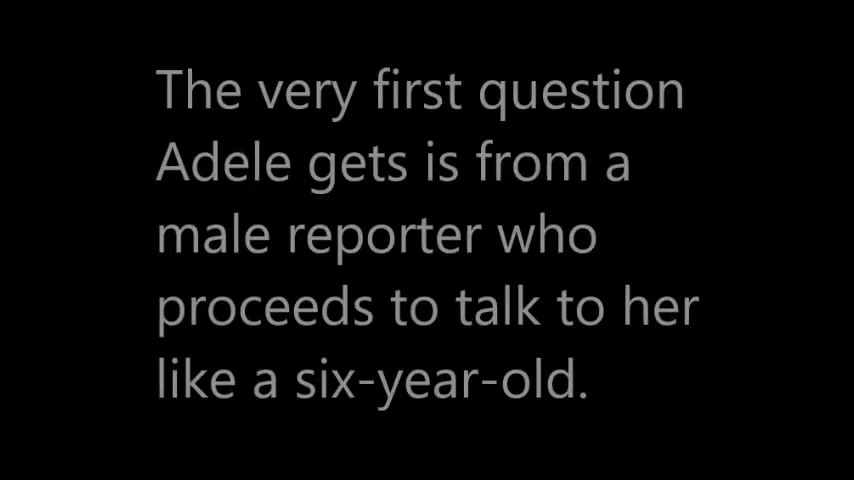 The very first question
Adele gets is from a
male reporter who
proceeds to talk to her
like a six-year-old.